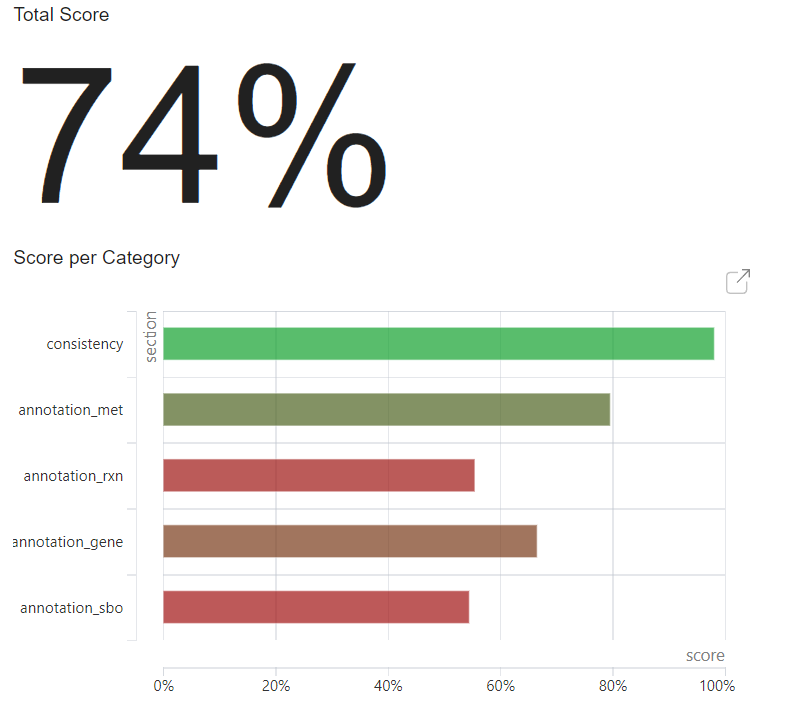 Total Score
74%
Score per Category
section
consistency
annotation_met
annotation_rxn
annotation_gene
annotation_sbo
score
0% 20% 40% 60% 80% 100%